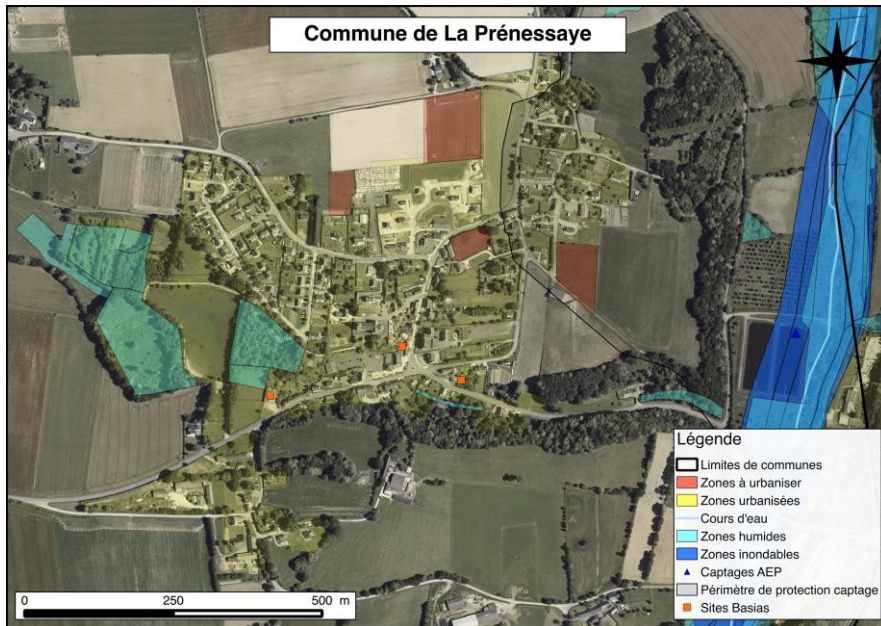 Commune de La Prénessaye
Légende
Limites de communes
Zones à urbaniser
Zones urbanisées
Cours d'eau
Zones humides
Zones inondables
Captages AEP
Périmètre de protection captage
Sites Basias
0 250 500 m